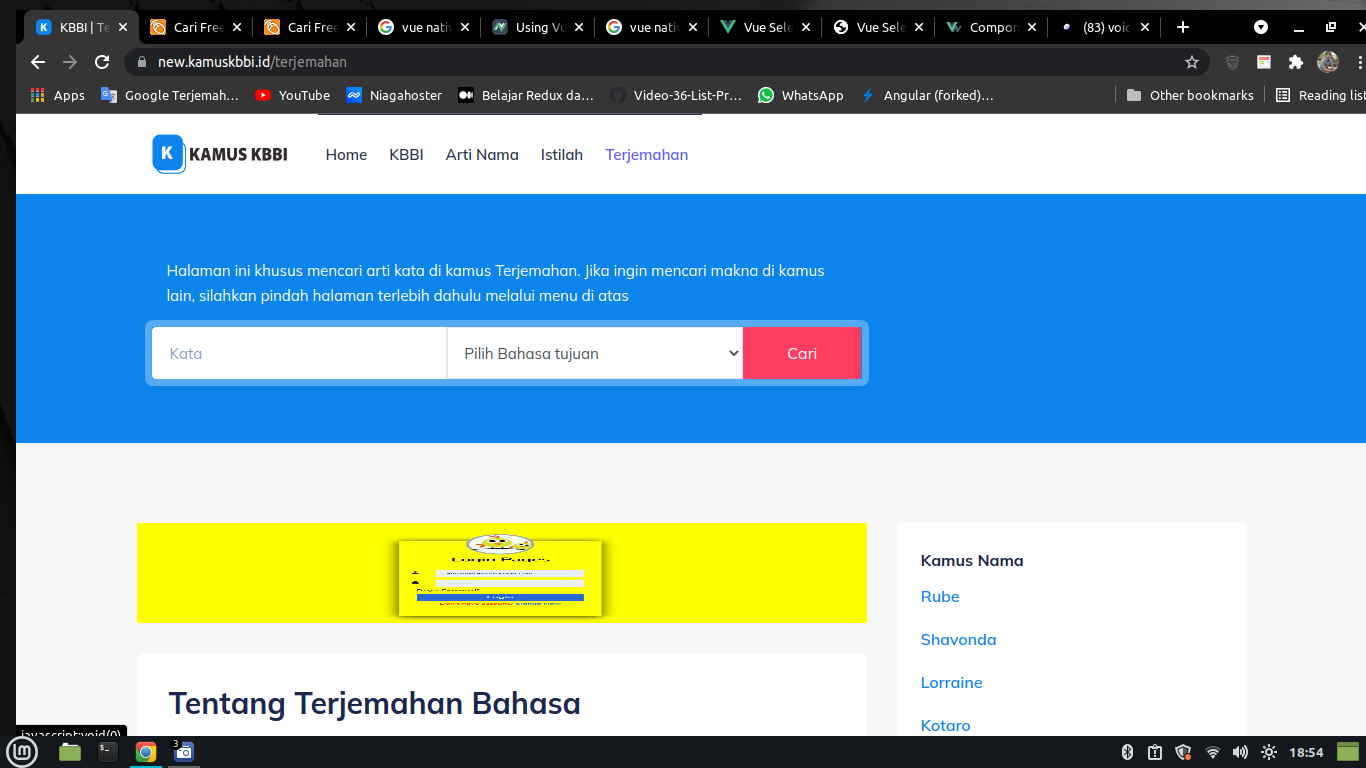 KBBI | Te
Cari Free
Cari Free
vue nativ
Using Vu
vue nativ
Vue Sele
Vue Sele
Compon
(83) voic
new.kamuskbbi.id/terjemahan
Apps
Google Terjemah...
YouTube
Niagahoster
Belajar Redux da...
Video-36-List-Pr...
WhatsApp
Angular (forked)...
Other bookmarks
Reading list
K KAMUS KBBI
Home
KBBI
Arti Nama
Istilah
Terjemahan
Halaman ini khusus mencari arti kata di kamus Terjemahan. Jika ingin mencari makna di kamus
lain, silahkan pindah halaman terlebih dahulu melalui menu di atas
Kata
Pilih Bahasa tujuan
Cari
Login Pages
Login
Kamus Nama
Rube
Shavonda
Lorraine
Kotaro
Tentang Terjemahan Bahasa
javascript:void(0)
3
18:54